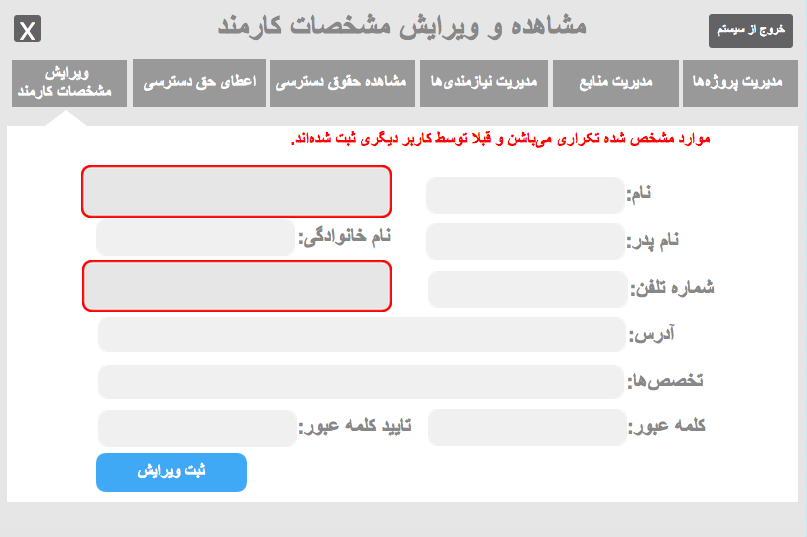 خروج از سیستم
مشاهده و ویرایش مشخصات کارمند
X
مدیریت پروژه‌ها
مدیریت منابع
مدیریت نیازمندی‌ها
مشاهده حقوق دسترسی
اعطای حق دسترسی
ویرایش
مشخصات کارمند
موارد مشخص شده تکراری می‌باشن و قبلا توسط کاربر دیگری ثبت شده‌اند.
نام:
نام پدر:
نام خانوادگی:
شماره تلفن:
آدرس:
تخصص‌ها:
کلمه عبور:
تایید کلمه عبور:
ثبت ویرایش